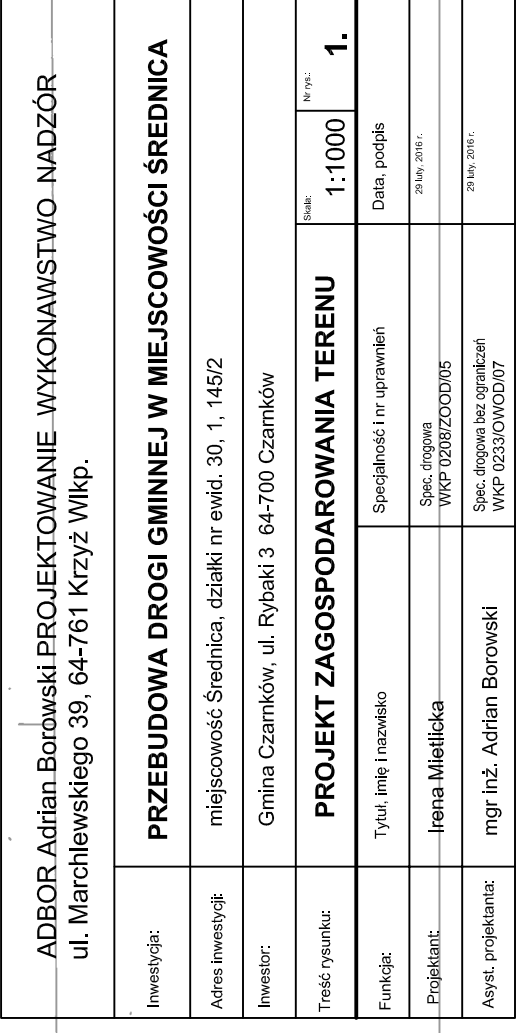 ADBOR Adrian Borowski PROJEKTOWANIE WYKONAWSTWO NADZÓR
ul. Marchlewskiego 39, 64-761 Krzyż Wlkp.
Inwestycja: PRZEBUDOWA DROGI GMINNEJ W MIEJSCOWOŚCI ŚREDNICA
Adres inwestycji: miejscowość Średnica, działki nr ewid. 30, 1, 145/2
Inwestor: Gmina Czarnków, ul. Rybaki 3 64-700 Czarnków
Treść rysunku: PROJEKT ZAGOSPODAROWANIA TERENU
Skala: 1:1000
Nr rys.: 1.
Funkcja: Tytuł, imię i nazwisko Specjalność i nr uprawnień Data, podpis
Projektant: Irena Mietlicka Spec. drogowa 29 luty, 2016 r.
WKP 0208/ZOOD/05
Asyst. projektanta: mgr inż. Adrian Borowski Spec. drogowa bez ograniczeń 29 luty, 2016 r.
WKP 0233/OWOD/07